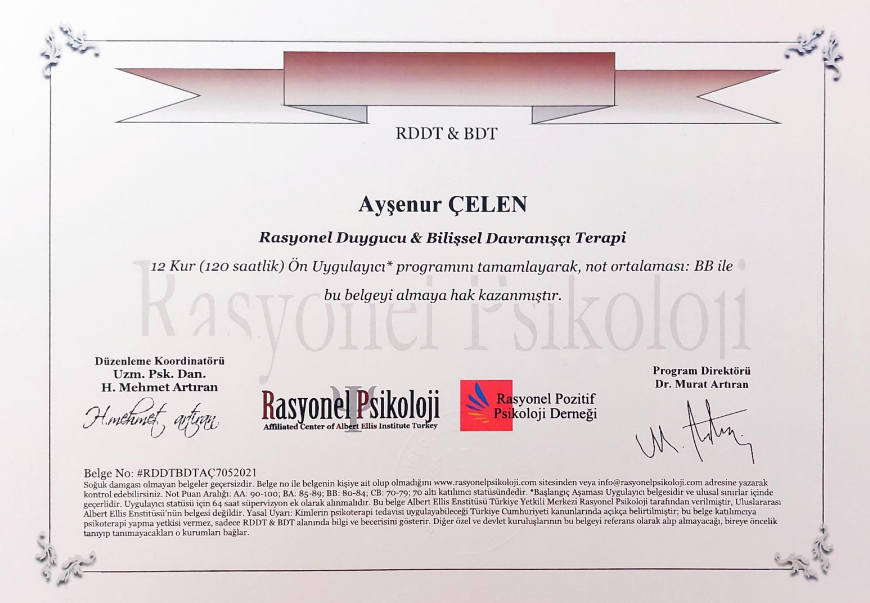 RDDT & BDT
Ayşenur ÇELEN
Rasyonel Duygucu & Bilişsel Davranışçı Terapi
12 Kur (120 saatlik) Ön Uygulayıcı* programını tamamlayarak, not ortalaması: BB ile
bu belgeyi almaya hak kazanmıştır.
Rasyonel Psikoloji
Düzenleme Koordinatörü
Uzm. Psk. Dan.
H. Mehmet Artıran
H.mehmet artıran
Rasyonel Psikoloji
Affiliated Center of Albert Ellis Institute Turkey
Rasyonel Pozitif
Psikoloji Derneği
Program Direktörü
Dr. Murat Artıran
Belge No: #RDDTBDTAÇ7052021
Soğuk damgası olmayan belgeler geçersizdir. Belge no ile belgenin kişiye ait olup olmadığını www.rasyonelpsikoloji.com sitesinden veya info@rasyonelpsikoloji.com adresine yazarak
kontrol edebilirsiniz. Not Puan Aralığı: AA: 90-100; BA: 85-89; BB: 80-84; CB: 70-79; 70 altı katılımcı statüsündedir. *Başlangıç Aşaması Uygulayıcı belgesidir ve ulusal sınırlar içinde
geçerlidir. Uygulayıcı statüsü için 64 saat süpervizyon ek olarak alınmalıdır. Bu belge Albert Ellis Enstitüsü Türkiye Yetkili Merkezi Rasyonel Psikoloji tarafından verilmiştir, Uluslararası
Albert Ellis Enstitüsü'nün belgesi değildir. Yasal Uyarı: Kimlerin psikoterapi tedavisi uygulayabileceği Türkiye Cumhuriyeti kanunlarında açıkça belirtilmiştir; bu belge katılımcıya
psikoterapi yapma yetkisi vermez, sadece RDDT & BDT alanında bilgi ve becerisini gösterir. Diğer özel ve devlet kuruluşlarının bu belgeyi referans olarak alıp almayacağı, bireye öncelik
tanıyıp tanımayacakları o kurumları bağlar.